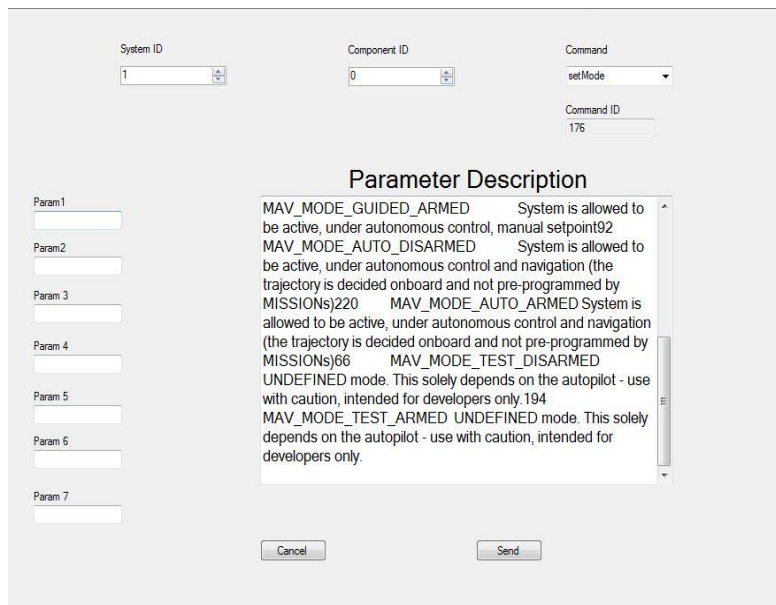 System ID
Component ID
Command
1
0
setMode
Command ID
176
Parameter Description
Param1
Param2
Param 3
Param 4
Param 5
Param 6
Param 7
MAV_MODE_GUIDED_ARMED System is allowed to
be active, under autonomous control, manual setpoint92
MAV_MODE_AUTO_DISARMED System is allowed to
be active, under autonomous control and navigation (the
trajectory is decided onboard and not pre-programmed by
MISSIONs)220 MAV_MODE_AUTO_ARMED System is
allowed to be active, under autonomous control and navigation
(the trajectory is decided onboard and not pre-programmed by
MISSIONs)66 MAV_MODE_TEST_DISARMED
UNDEFINED mode. This solely depends on the autopilot - use
with caution, intended for developers only.194
MAV_MODE_TEST_ARMED UNDEFINED mode. This solely
depends on the autopilot - use with caution, intended for
developers only.
Cancel
Send